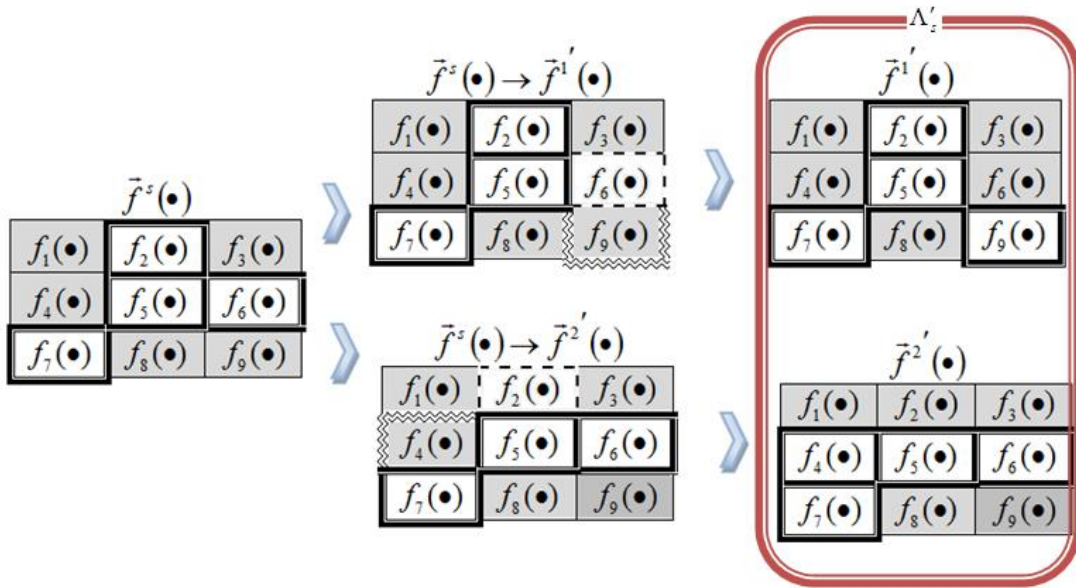 Λ′ₛ
f⃗ˢ(•) → f⃗¹′(•)
f₁(•) f₂(•) f₃(•)
f₄(•) f₅(•) f₆(•)
f₇(•) f₈(•) f₉(•)
f⃗¹′(•)
f₁(•) f₂(•) f₃(•)
f₄(•) f₅(•) f₆(•)
f₇(•) f₈(•) f₉(•)
f⃗ˢ(•)
f₁(•) f₂(•) f₃(•)
f₄(•) f₅(•) f₆(•)
f₇(•) f₈(•) f₉(•)
f⃗ˢ(•) → f⃗²′(•)
f₁(•) f₂(•) f₃(•)
f₄(•) f₅(•) f₆(•)
f₇(•) f₈(•) f₉(•)
f⃗²′(•)
f₁(•) f₂(•) f₃(•)
f₄(•) f₅(•) f₆(•)
f₇(•) f₈(•) f₉(•)